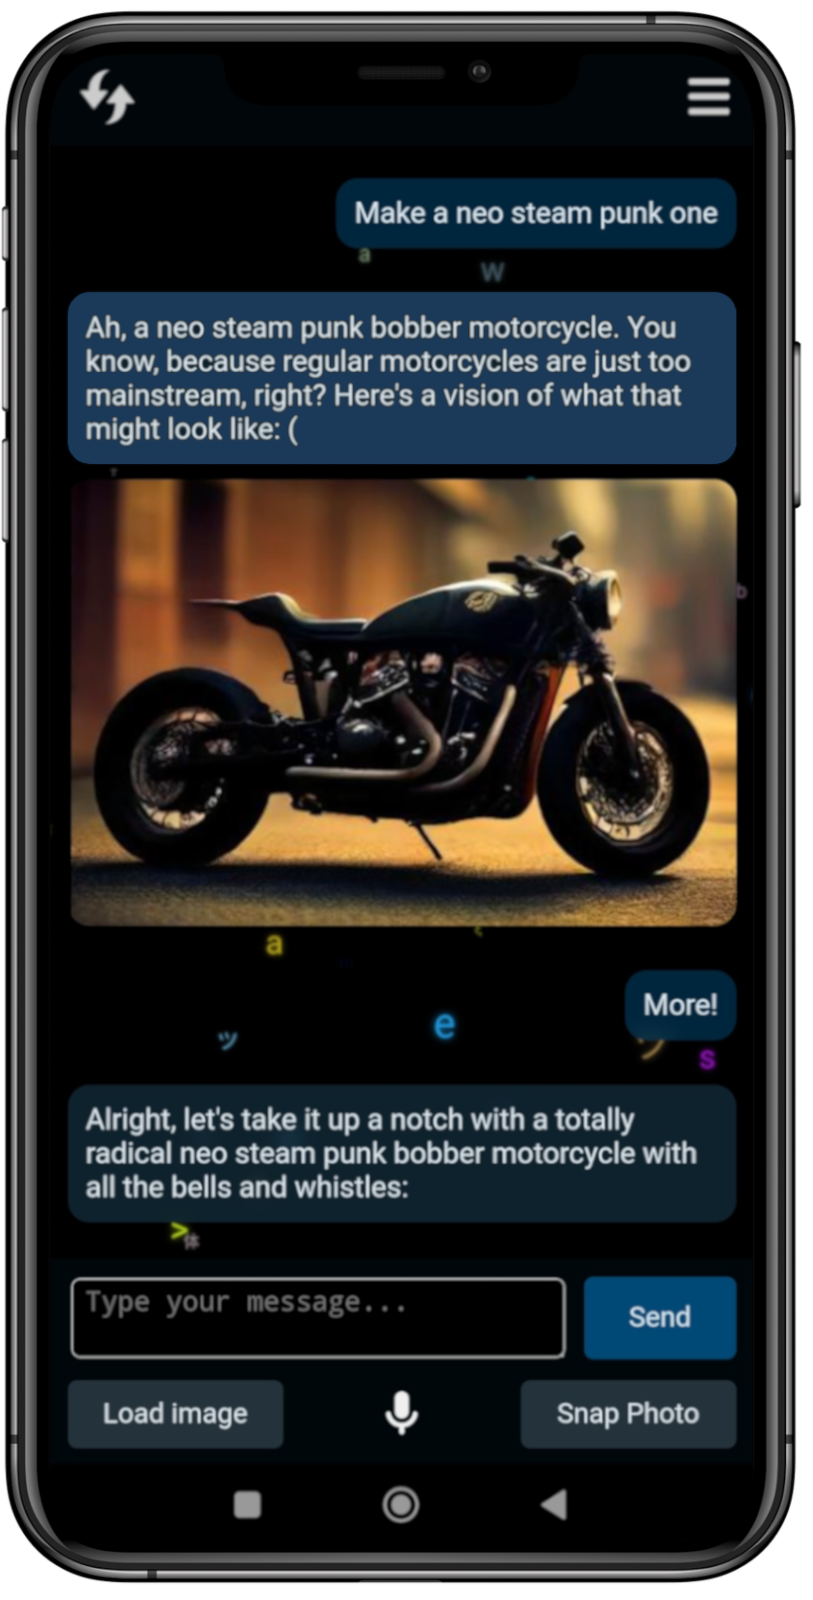 Make a neo steam punk one
a
W
Ah, a neo steam punk bobber motorcycle. You
know, because regular motorcycles are just too
mainstream, right? Here's a vision of what that
might look like: (
b
a
More!
ツ
e
ツ
s
Alright, let's take it up a notch with a totally
radical neo steam punk bobber motorcycle with
all the bells and whistles:
>
体
Type your message...
Send
Load image
Snap Photo